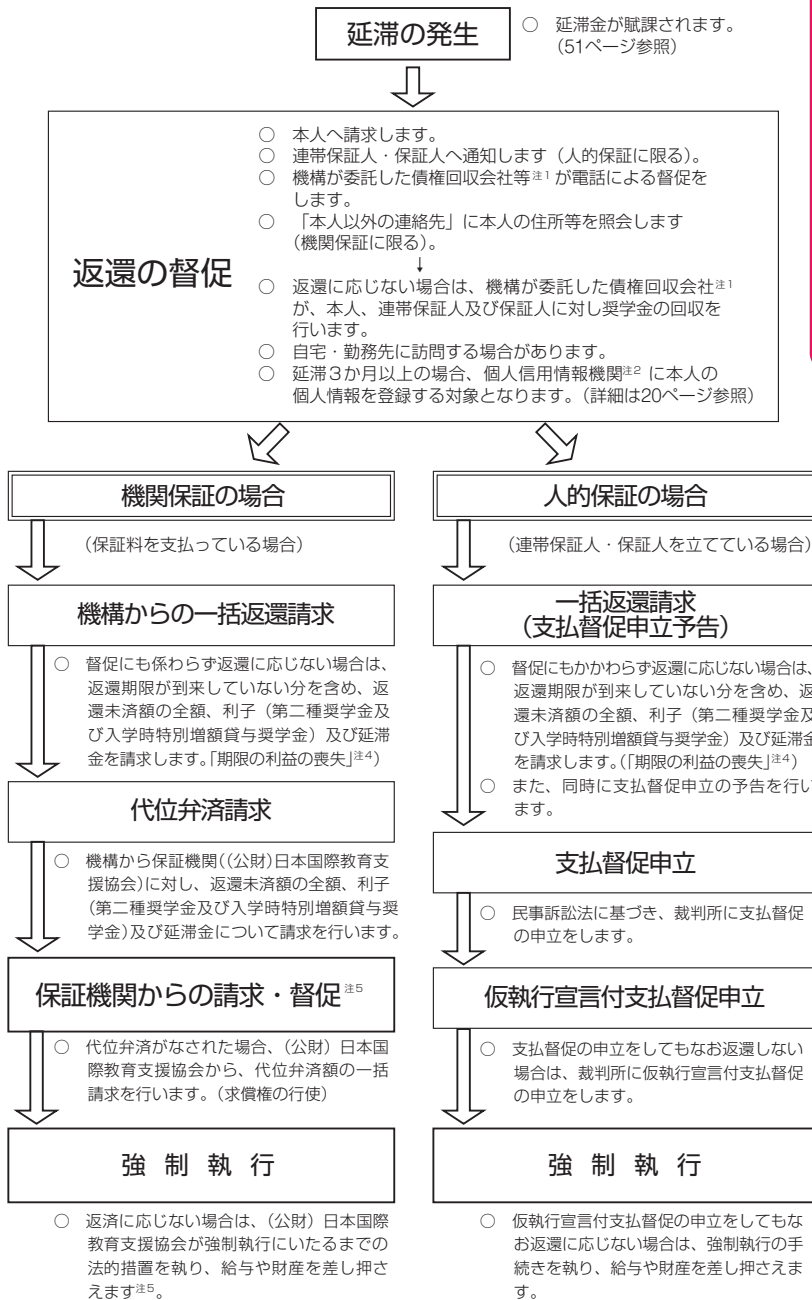 延滞の発生
○ 延滞金が賦課されます。
(51ページ参照)
返還の督促
○ 本人へ請求します。
○ 連帯保証人・保証人へ通知します（人的保証に限る）。
○ 機構が委託した債権回収会社等注1が電話による督促を
します。
○ 「本人以外の連絡先」に本人の住所等を照会します
(機関保証に限る)。
↓
○ 返還に応じない場合は、機構が委託した債権回収会社注1
が、本人、連帯保証人及び保証人に対し奨学金の回収を
行います。
○ 自宅・勤務先に訪問する場合があります。
○ 延滞３か月以上の場合、個人信用情報機関注2 に本人の
個人情報を登録する対象となります。(詳細は20ページ参照)
機関保証の場合
(保証料を支払っている場合)
機構からの一括返還請求
○ 督促にも係わらず返還に応じない場合は、
返還期限が到来していない分を含め、返
還未済額の全額、利子（第二種奨学金及
び入学時特別増額貸与奨学金）及び延滞
金を請求します。「期限の利益の喪失」注4)
代位弁済請求
○ 機構から保証機関((公財)日本国際教育支
援協会)に対し、返還未済額の全額、利子
(第二種奨学金及び入学時特別増額貸与奨
学金)及び延滞金について請求を行います。
保証機関からの請求・督促注5
○ 代位弁済がなされた場合、(公財）日本国
際教育支援協会から、代位弁済額の一括
請求を行います。(求償権の行使)
強 制 執 行
○ 返済に応じない場合は、(公財）日本国際
教育支援協会が強制執行にいたるまでの
法的措置を執り、給与や財産を差し押さ
えます注5。
人的保証の場合
(連帯保証人・保証人を立てている場合)
一括返還請求
(支払督促申立予告)
○ 督促にもかかわらず返還に応じない場合は、
返還期限が到来していない分を含め、返
還未済額の全額、利子（第二種奨学金及
び入学時特別増額貸与奨学金）及び延滞金
を請求します。(「期限の利益の喪失」注4)
○ また、同時に支払督促申立の予告を行い
ます。
支払督促申立
○ 民事訴訟法に基づき、裁判所に支払督促
の申立をします。
仮執行宣言付支払督促申立
○ 支払督促の申立をしてもなお返還しない
場合は、裁判所に仮執行宣言付支払督促
の申立をします。
強 制 執 行
○ 仮執行宣言付支払督促の申立をしてもな
お返還に応じない場合は、強制執行の手
続きを執り、給与や財産を差し押さえま
す。